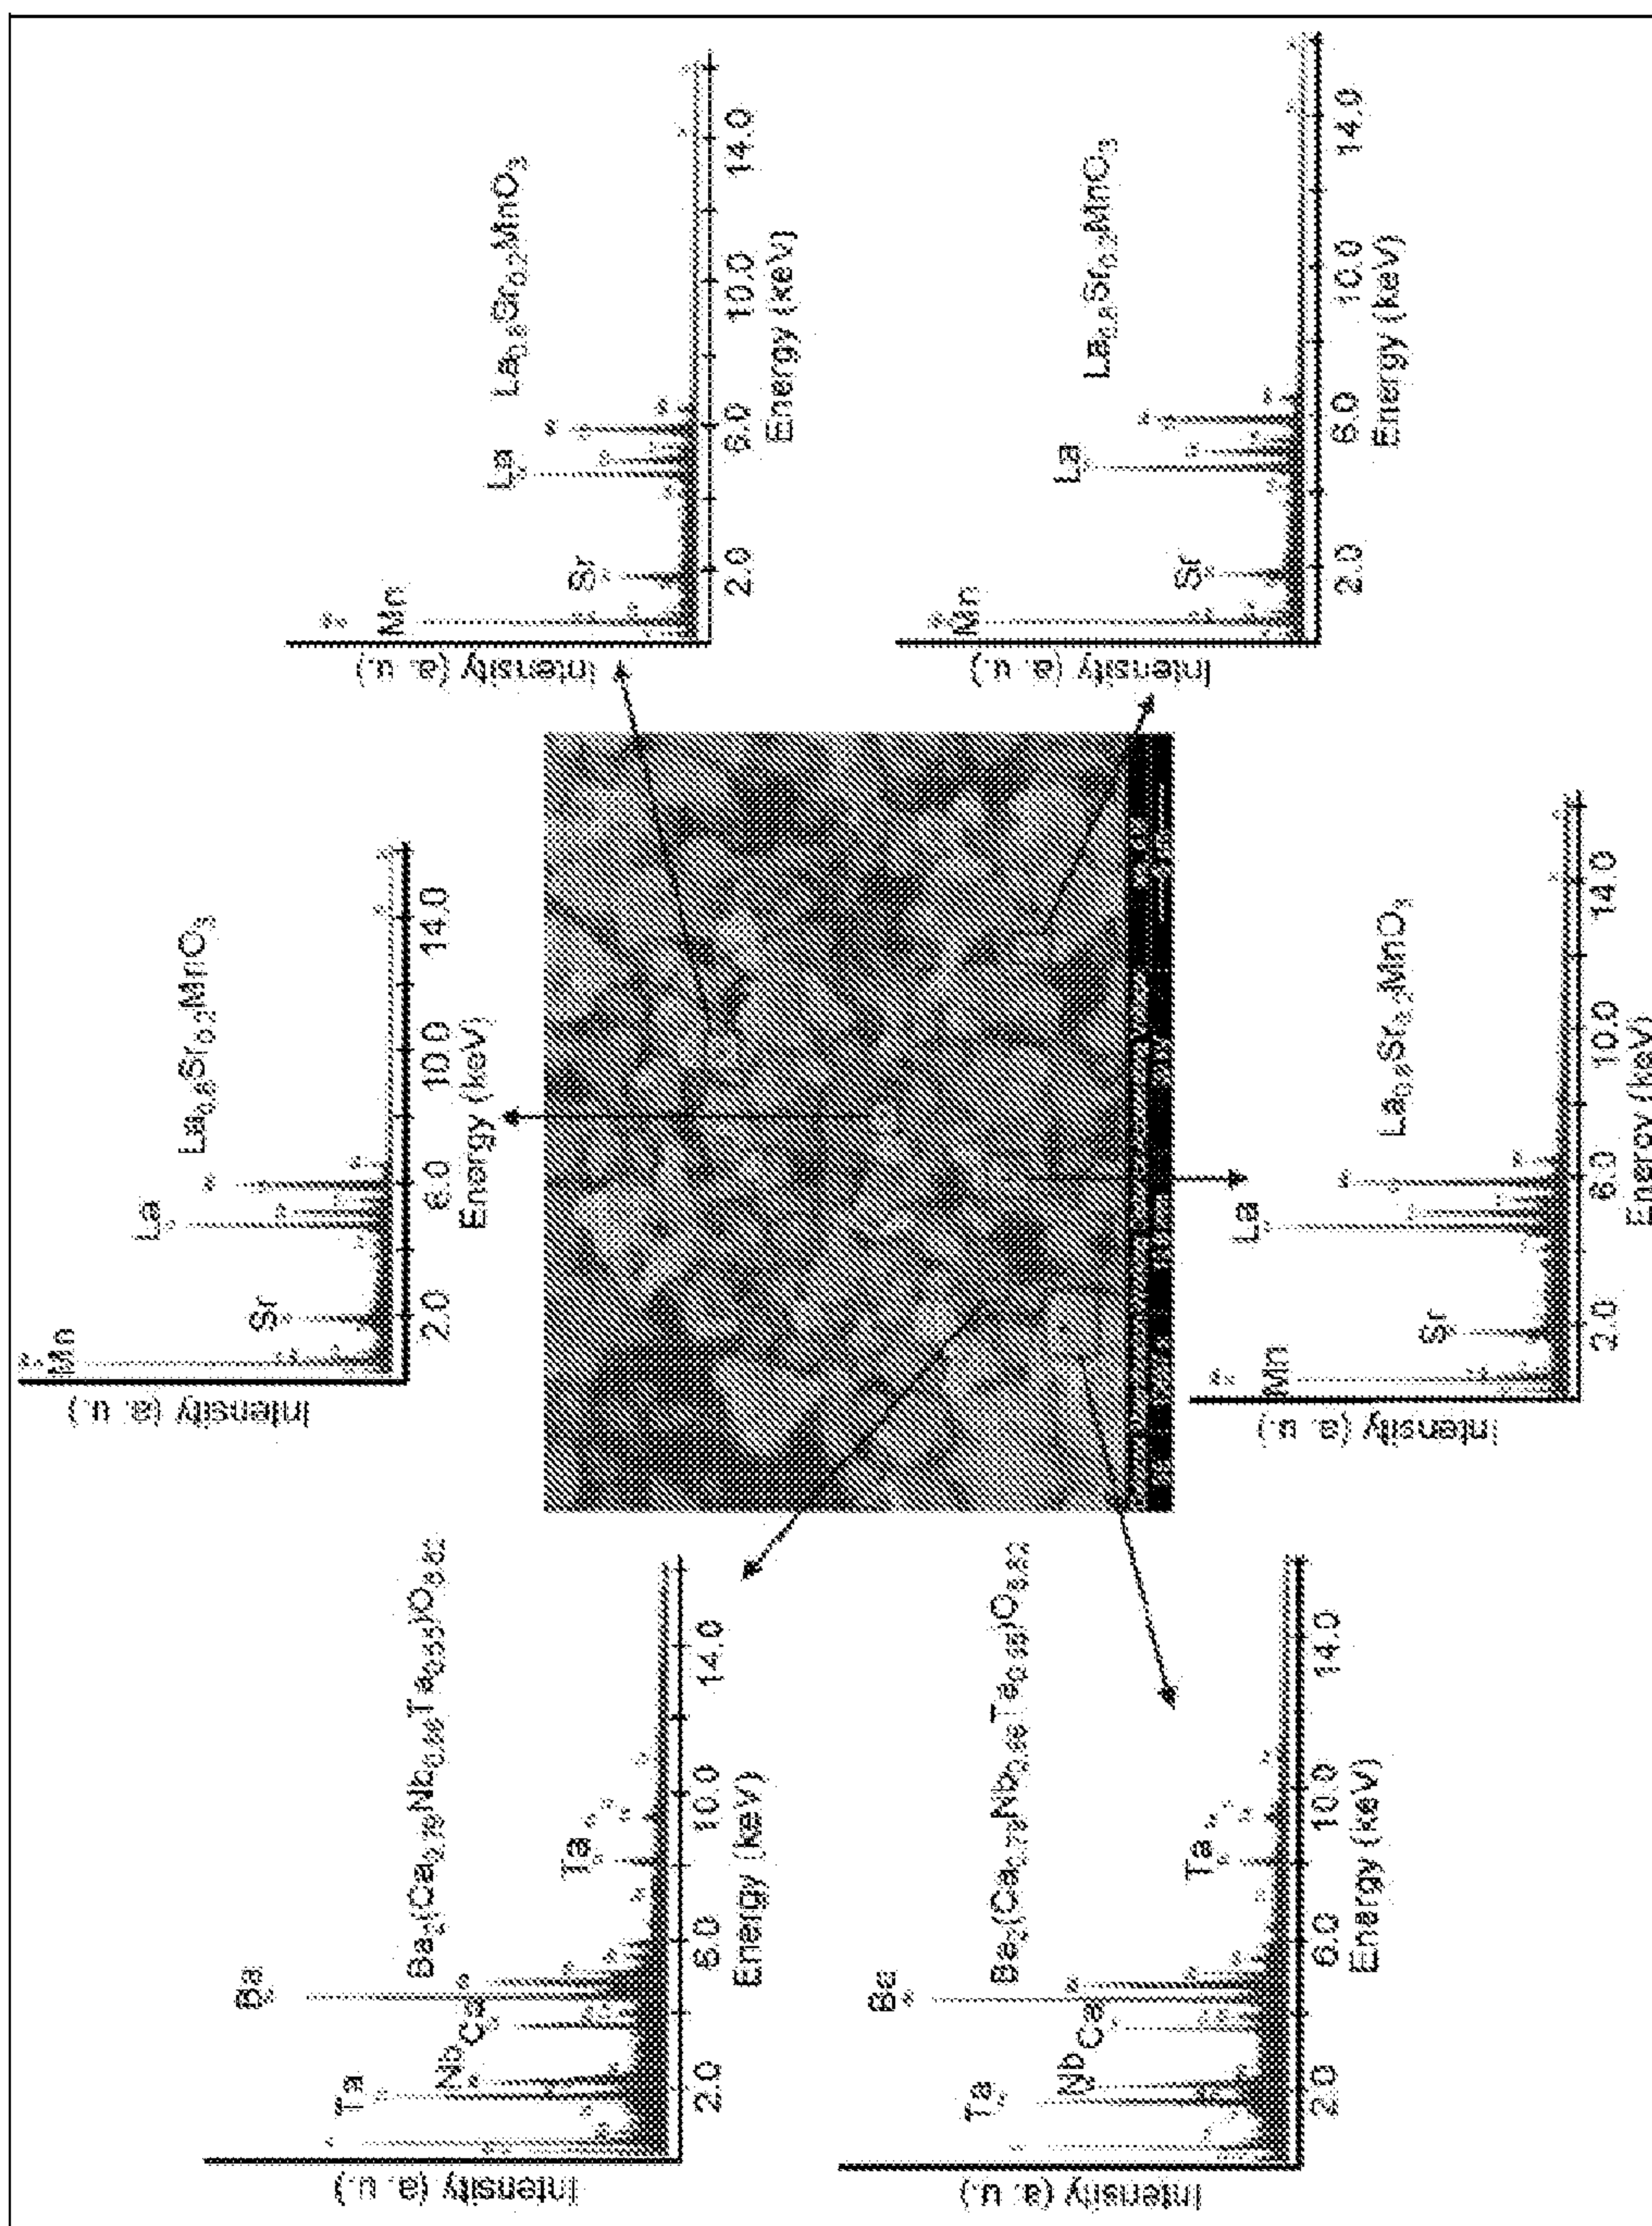 Intensity (a. u.)
Ta
Nb
Ca
Ba
Ta
2.0
6.0
10.0
14.0
Energy (keV)
Intensity (a. u.)
Mn
Sr
La
La₀.₈Sr₀.₂MnO₃
2.0
6.0
10.0
14.0
Energy (keV)
Intensity (a. u.)
Mn
Sr
La
La₀.₈Sr₀.₂MnO₃
2.0
6.0
10.0
14.0
Energy (keV)
Intensity (a. u.)
Ta
Nb
Ca
Ba
Ta
2.0
6.0
10.0
14.0
Energy (keV)
Intensity (a. u.)
Mn
Sr
La
La₀.₈Sr₀.₂MnO₃
2.0
6.0
10.0
14.0
Energy (keV)
Intensity (a. u.)
Mn
Sr
La
La₀.₈Sr₀.₂MnO₃
2.0
6.0
10.0
14.0
Energy (keV)